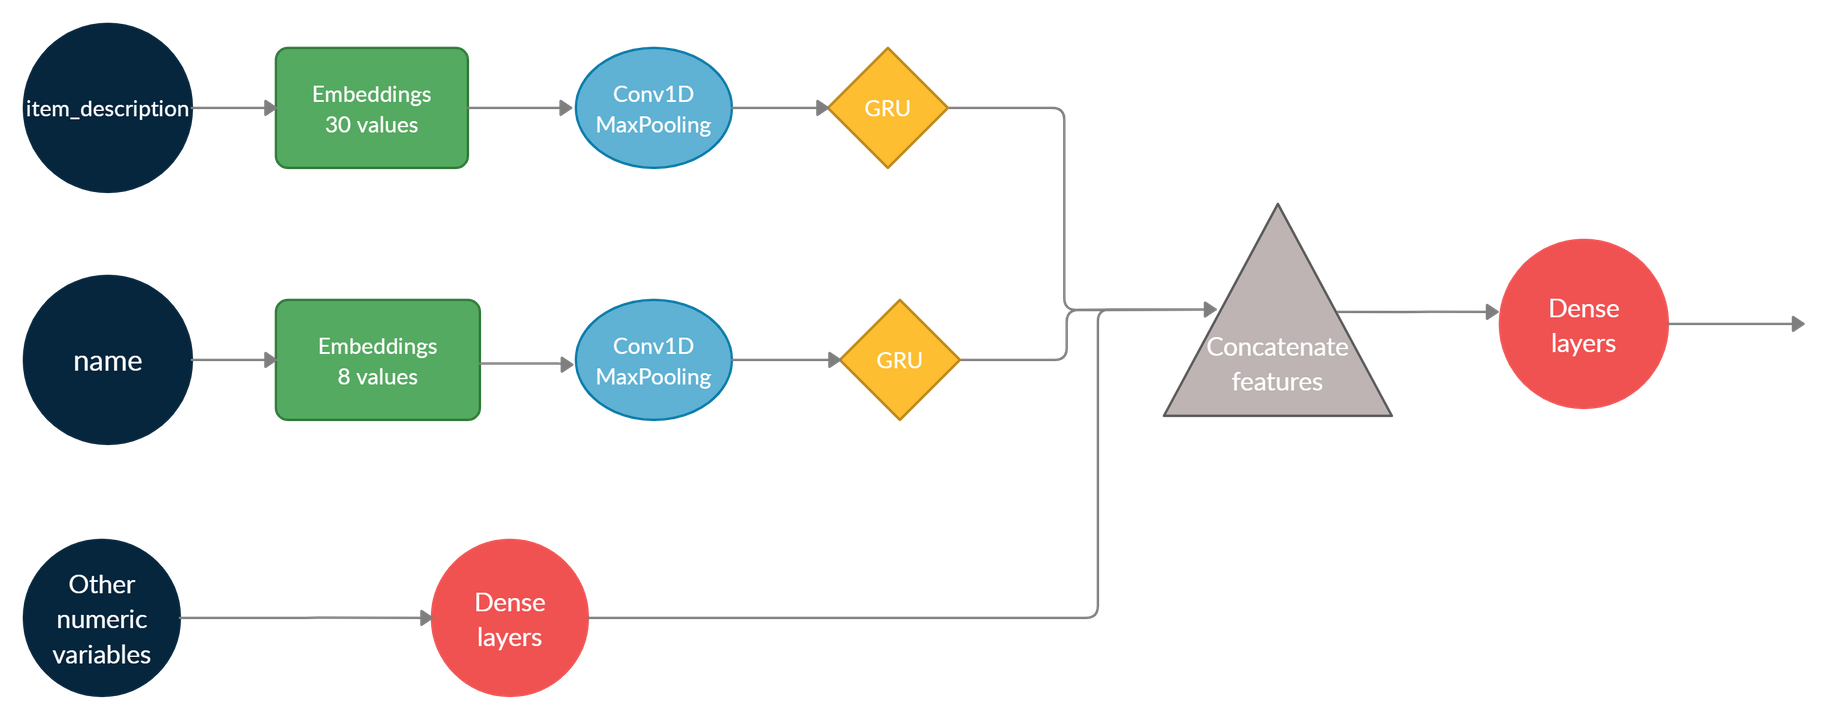 item_description
Embeddings
30 values
Conv1D
MaxPooling
GRU
name
Embeddings
8 values
Conv1D
MaxPooling
GRU
Concatenate
features
Dense
layers
Other
numeric
variables
Dense
layers